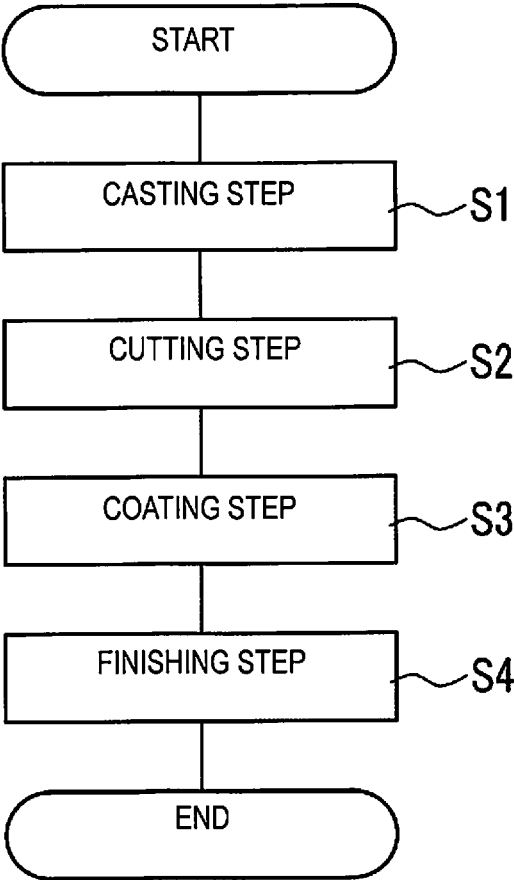 START
CASTING STEP
S1
CUTTING STEP
S2
COATING STEP
S3
FINISHING STEP
S4
END